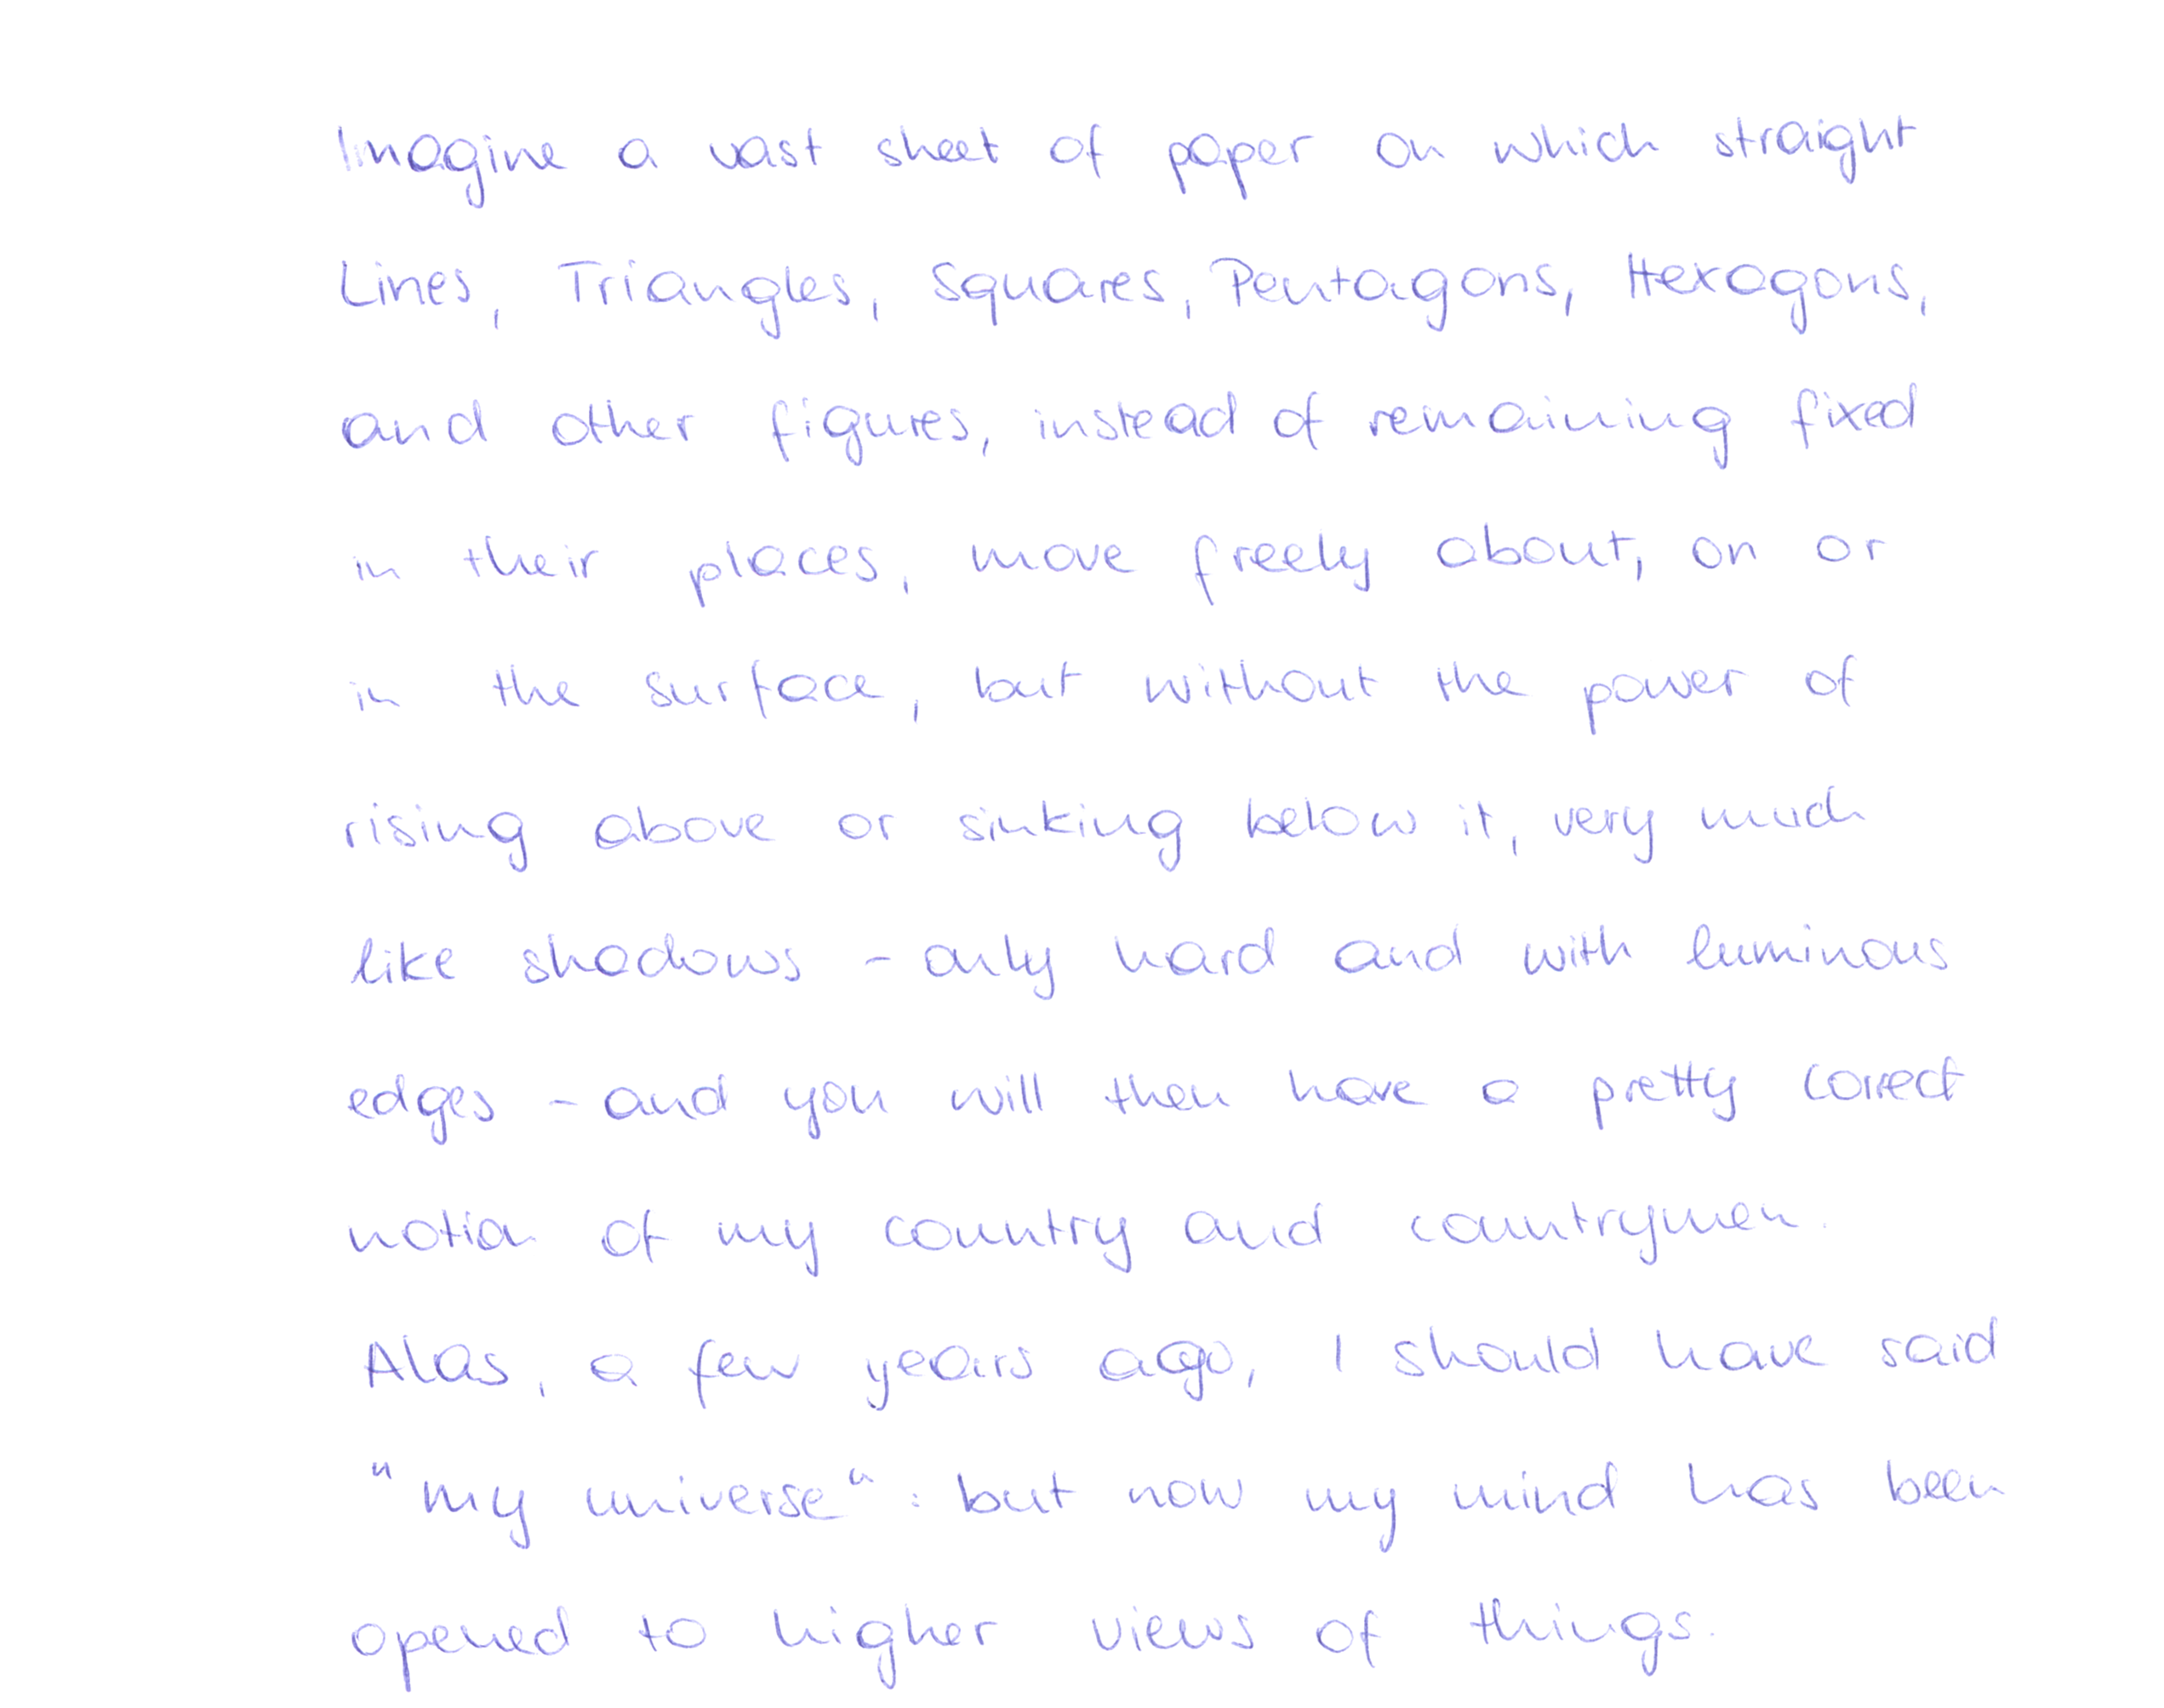 Imagine a vast sheet of paper on which straight
Lines, Triangles, Squares, Pentagons, Hexagons,
and other figures, instead of remaining fixed
in their places, move freely about, on or
in the surface, but without the power of
rising above or sinking below it, very much
like shadows - only hard and with luminous
edges - and you will then have a pretty correct
notion of my country and countrymen.
Alas, a few years ago, I should have said
"my universe": but now my mind has been
opened to higher views of things.